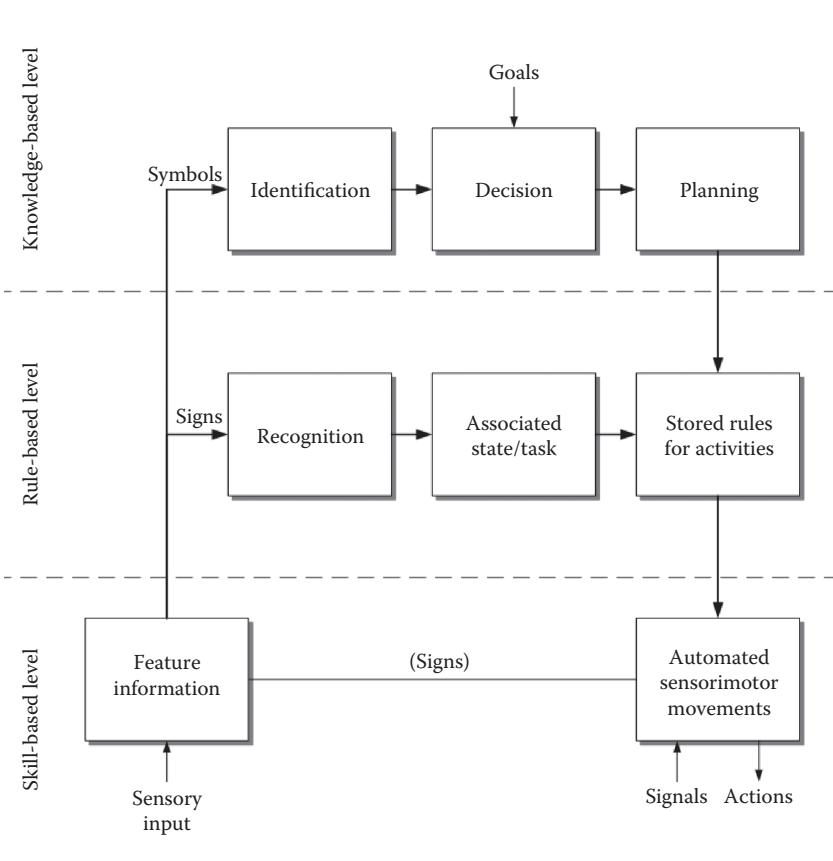 Knowledge-based level
Goals
Symbols
Identification
Decision
Planning
Rule-based level
Signs
Recognition
Associated
state/task
Stored rules
for activities
Skill-based level
Feature
information
(Signs)
Automated
sensorimotor
movements
Sensory
input
Signals
Actions